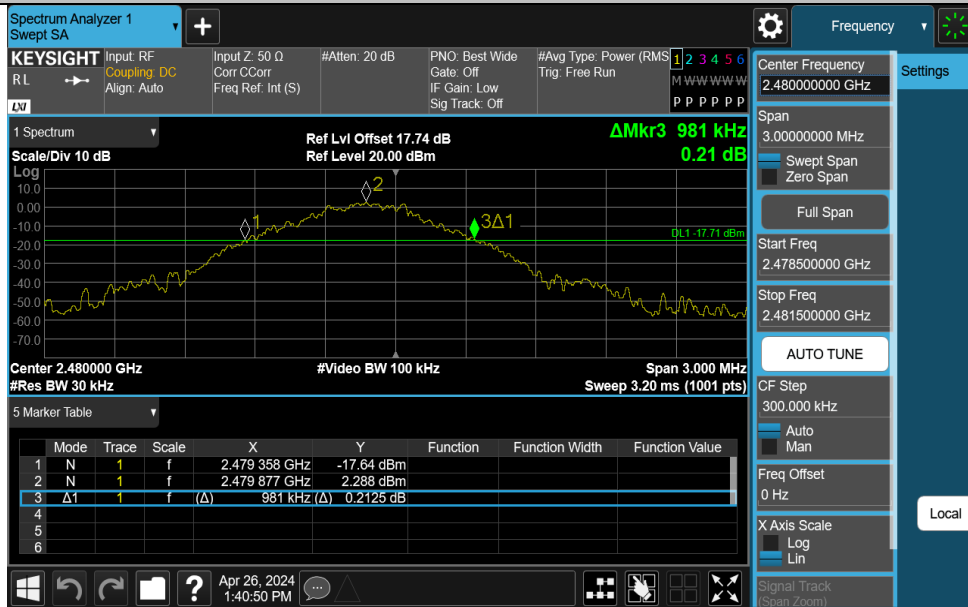 Spectrum Analyzer 1
Swept SA
Frequency
KEYSIGHT
RL
LXI
Input: RF
Coupling: DC
Align: Auto
Input Z: 50 Ω
Corr CCorr
Freq Ref: Int (S)
#Atten: 20 dB
PNO: Best Wide
Gate: Off
IF Gain: Low
Sig Track: Off
#Avg Type: Power (RMS
Trig: Free Run
1 2 3 4 5 6
M W W W W W
P P P P P P
1 Spectrum
Scale/Div 10 dB
Ref Lvl Offset 17.74 dB
Ref Level 20.00 dBm
ΔMkr3 981 kHz
0.21 dB
Log
10.0
0.00
-10.0
-20.0
-30.0
-40.0
-50.0
-60.0
-70.0
1
2
3Δ1
DL1 -17.71 dBm
Center 2.480000 GHz
#Video BW 100 kHz
Span 3.000 MHz
#Res BW 30 kHz
Sweep 3.20 ms (1001 pts)
5 Marker Table
Mode Trace Scale X Y Function Function Width Function Value
1 N 1 f 2.479 358 GHz -17.64 dBm
2 N 1 f 2.479 877 GHz 2.288 dBm
3 Δ1 1 f (Δ) 981 kHz (Δ) 0.2125 dB
4
5
6
Apr 26, 2024
1:40:50 PM
Center Frequency
2.480000000 GHz
Span
3.00000000 MHz
Swept Span
Zero Span
Full Span
Start Freq
2.478500000 GHz
Stop Freq
2.481500000 GHz
AUTO TUNE
CF Step
300.000 kHz
Auto
Man
Freq Offset
0 Hz
X Axis Scale
Log
Lin
Signal Track
(Span Zoom)
Settings
Local